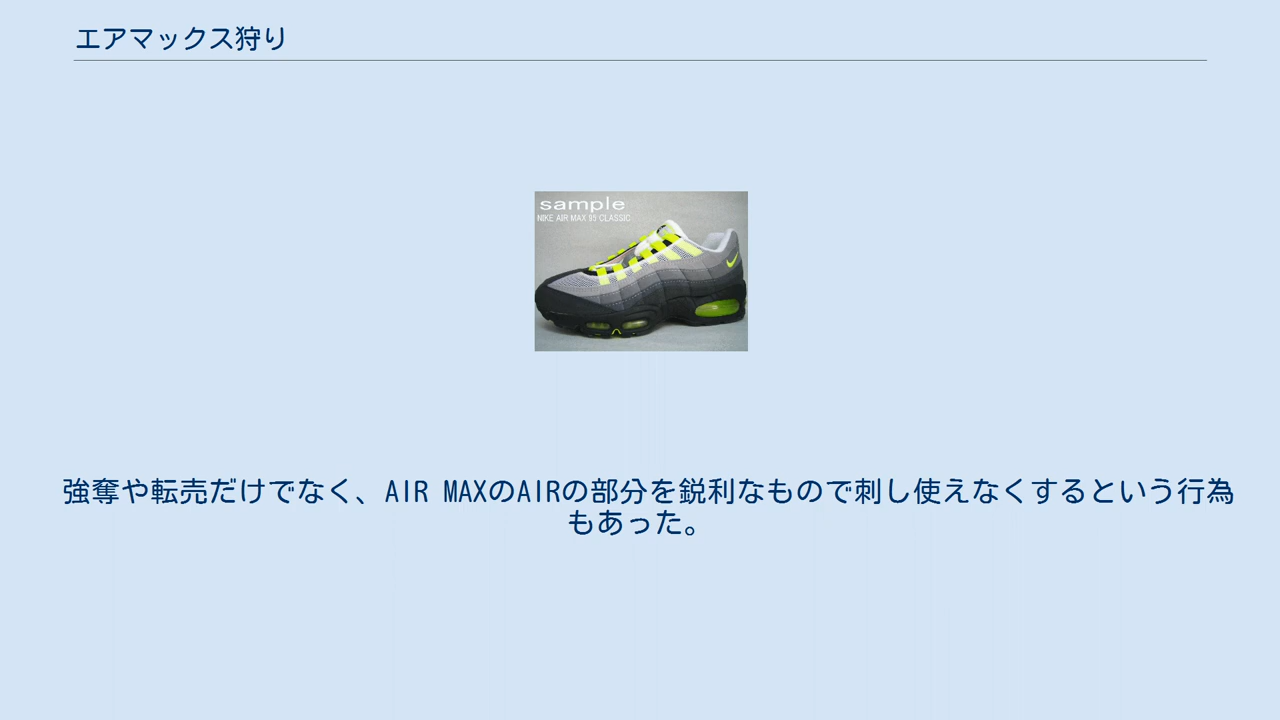 エアマックス狩り
sample
NIKE AIR MAX 95 CLASSIC
強奪や転売だけでなく、AIR MAXのAIRの部分を鋭利なもので刺し使えなくするという行為
もあった。